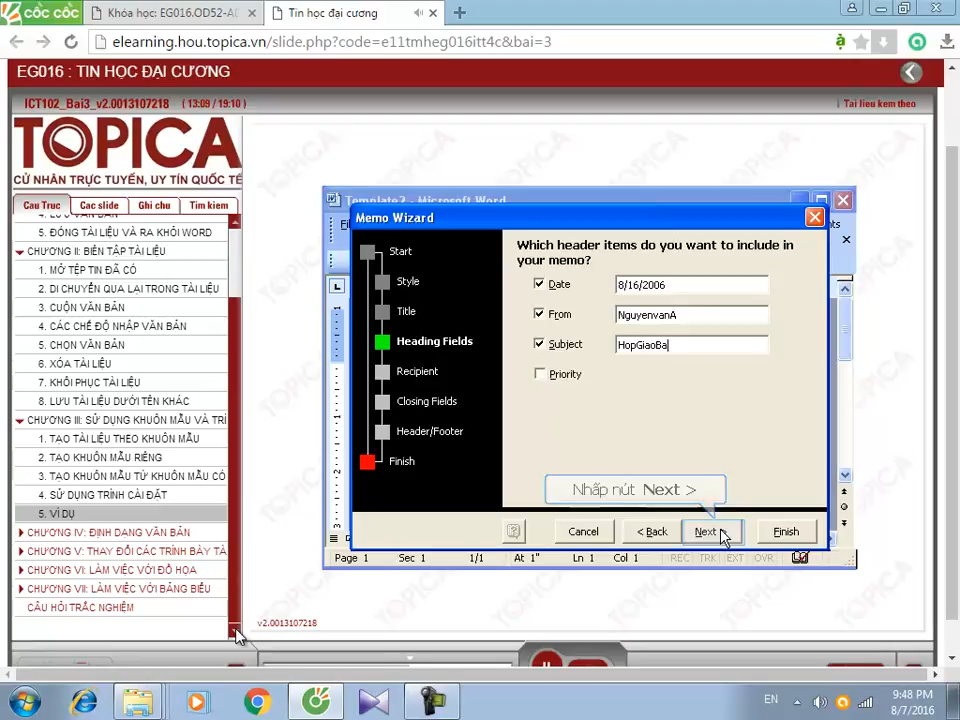 cốc cốc
Khóa học: EG016.OD52-AD
Tin học đại cương
elearning.hou.topica.vn/slide.php?code=e11tmheg016itt4c&bai=3
EG016 : TIN HỌC ĐẠI CƯƠNG
ICT102_Bai3_v2.0013107218 ( 13:09 / 19:10 )
Tai lieu kem theo
TOPICA
CỬ NHÂN TRỰC TUYẾN, UY TÍN QUỐC TẾ
Cau Truc
Cac slide
Ghi chu
Tim kiem
4. LƯU VĂN BẢN
5. ĐÓNG TÀI LIỆU VÀ RA KHỎI WORD
CHƯƠNG II: BIÊN TẬP TÀI LIỆU
1. MỞ TỆP TIN ĐÃ CÓ
2. DI CHUYỂN QUA LẠI TRONG TÀI LIỆU
3. CUỘN VĂN BẢN
4. CÁC CHẾ ĐỘ NHẬP VĂN BẢN
5. CHỌN VĂN BẢN
6. XÓA TÀI LIỆU
7. KHÔI PHỤC TÀI LIỆU
8. LƯU TÀI LIỆU DƯỚI TÊN KHÁC
CHƯƠNG III: SỬ DỤNG KHUÔN MẪU VÀ TRÌ
1. TẠO TÀI LIỆU THEO KHUÔN MẪU
2. TẠO KHUÔN MẪU RIÊNG
3. TẠO KHUÔN MẪU TỪ KHUÔN MẪU CÓ
4. SỬ DỤNG TRÌNH CÀI ĐẶT
5. VÍ DỤ
CHƯƠNG IV: ĐỊNH DẠNG VĂN BẢN
CHƯƠNG V: THAY ĐỔI CÁC TRÌNH BÀY TÀ
CHƯƠNG VI: LÀM VIỆC VỚI ĐỒ HỌA
CHƯƠNG VII: LÀM VIỆC VỚI BẢNG BIỂU
CÂU HỎI TRẮC NGHIỆM
Template2 - Microsoft Word
Memo Wizard
Start
Style
Title
Heading Fields
Recipient
Closing Fields
Header/Footer
Finish
Which header items do you want to include in
your memo?
Date 8/16/2006
From NguyenvanA
Subject HopGiaoBa
Priority
Nhấp nút Next >
Cancel
< Back
Next >
Finish
Page 1 Sec 1 1/1 At 1" Ln 1 Col 1 REC TRK EXT OVR
v2.0013107218
EN
9:48 PM
8/7/2016